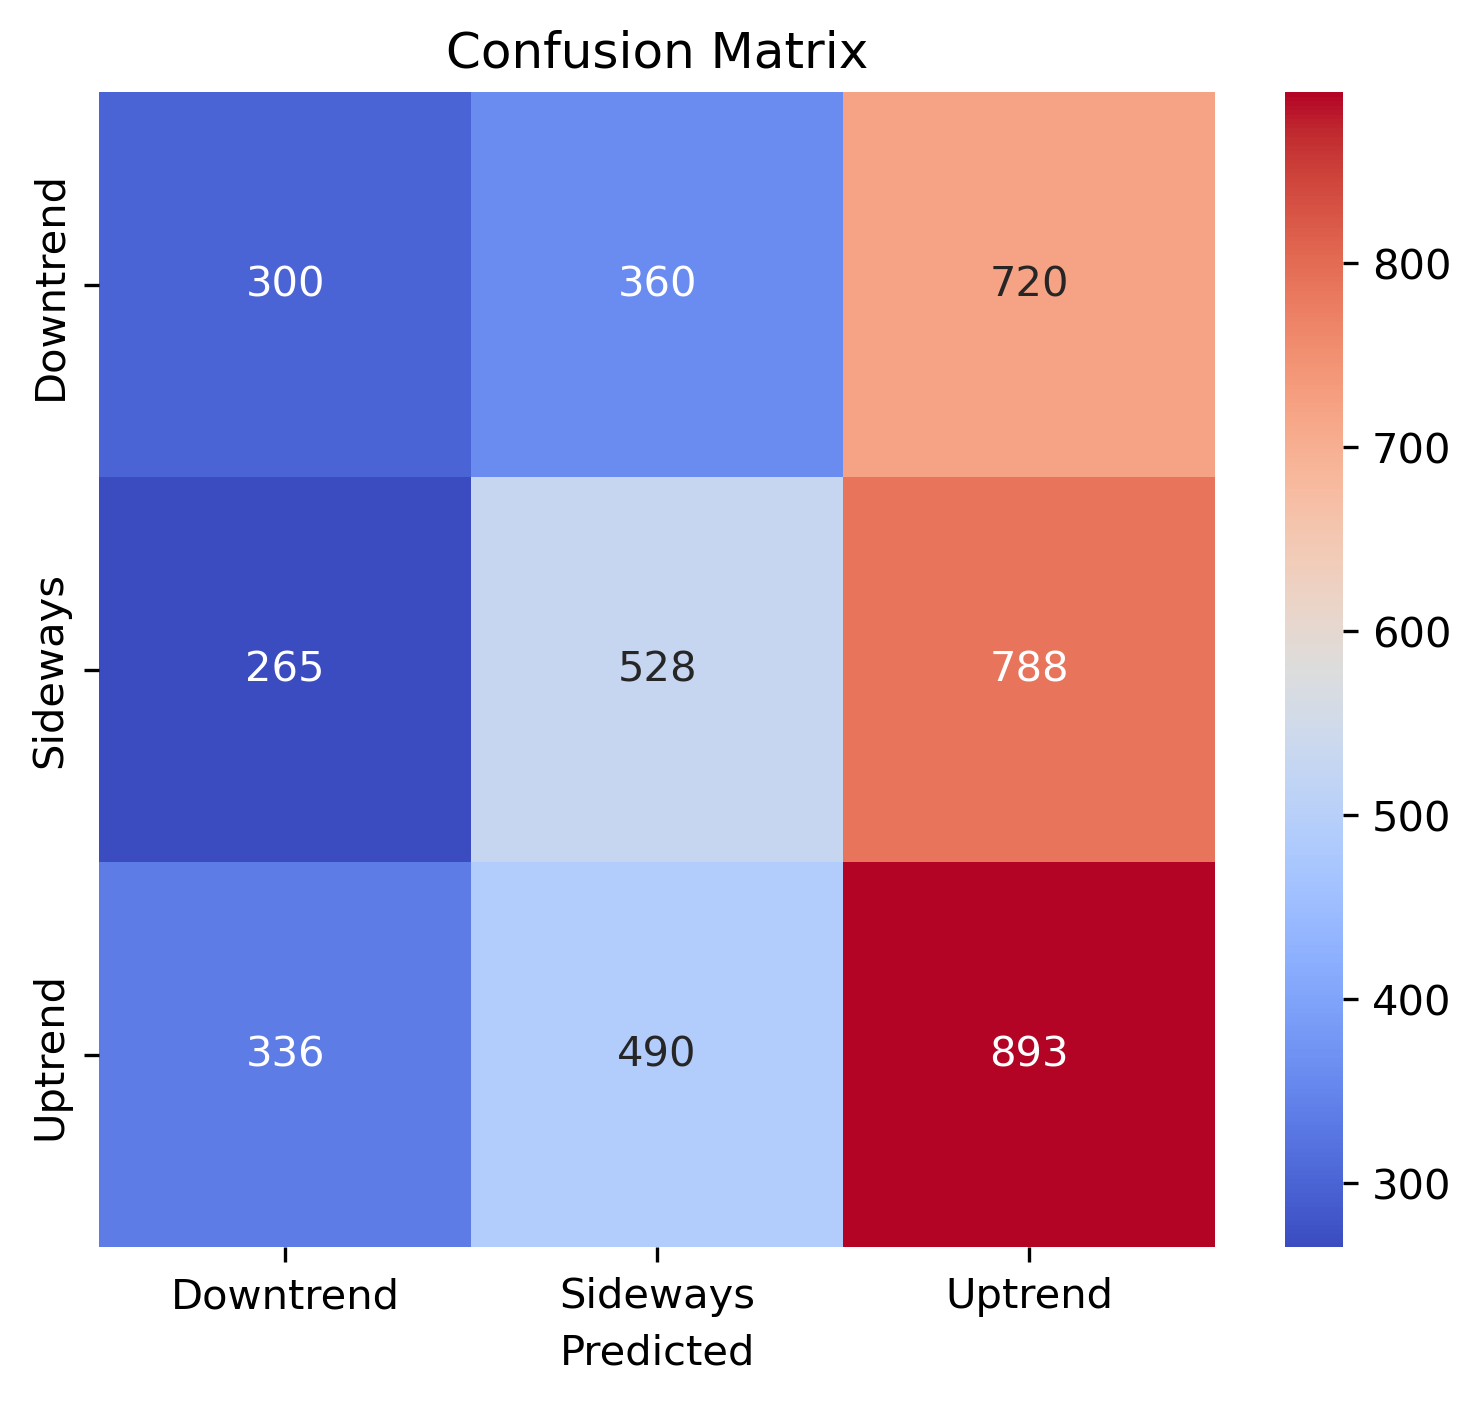 Confusion Matrix
Downtrend
300 360 720
Sideways
265 528 788
Uptrend
336 490 893
Downtrend Sideways Uptrend
Predicted
800
700
600
500
400
300